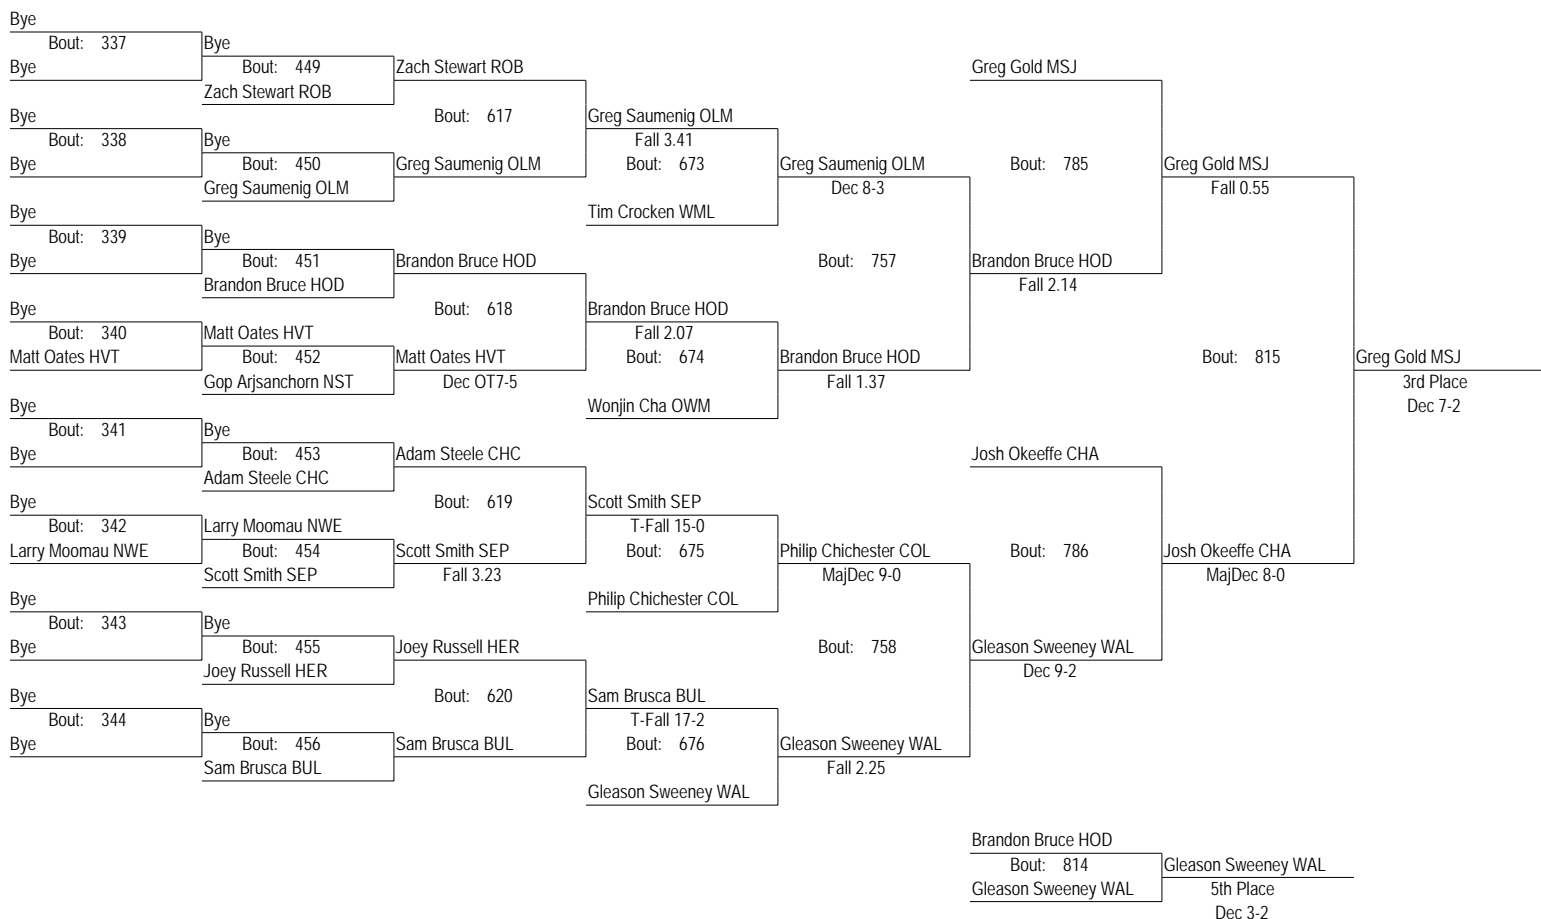 Bye
Bout: 337
Bye
Bye
Bout: 449
Zach Stewart ROB
Zach Stewart ROB
Bout: 617
Bye
Bout: 338
Bye
Bye
Bout: 450
Greg Saumenig OLM
Greg Saumenig OLM
Greg Saumenig OLM
Fall 3.41
Bout: 673
Tim Crocken WML
Greg Saumenig OLM
Dec 8-3
Bye
Bout: 339
Bye
Bye
Bout: 451
Brandon Bruce HOD
Brandon Bruce HOD
Bout: 618
Bye
Bout: 340
Matt Oates HVT
Matt Oates HVT
Bout: 452
Gop Arjsanchorn NST
Matt Oates HVT
Dec OT7-5
Brandon Bruce HOD
Fall 2.07
Bout: 674
Wonjin Cha OWM
Brandon Bruce HOD
Fall 1.37
Bout: 757
Greg Gold MSJ
Bout: 785
Brandon Bruce HOD
Fall 2.14
Greg Gold MSJ
Fall 0.55
Bye
Bout: 341
Bye
Bye
Bout: 453
Adam Steele CHC
Adam Steele CHC
Bout: 619
Bye
Bout: 342
Larry Moomau NWE
Larry Moomau NWE
Bout: 454
Scott Smith SEP
Scott Smith SEP
Fall 3.23
Scott Smith SEP
T-Fall 15-0
Bout: 675
Philip Chichester COL
Philip Chichester COL
MajDec 9-0
Bye
Bout: 343
Bye
Bye
Bout: 455
Joey Russell HER
Joey Russell HER
Bout: 620
Bye
Bout: 344
Bye
Bye
Bout: 456
Sam Brusca BUL
Sam Brusca BUL
Sam Brusca BUL
T-Fall 17-2
Bout: 676
Gleason Sweeney WAL
Gleason Sweeney WAL
Fall 2.25
Bout: 758
Josh Okeeffe CHA
Bout: 786
Gleason Sweeney WAL
Dec 9-2
Josh Okeeffe CHA
MajDec 8-0
Bout: 815
Greg Gold MSJ
3rd Place
Dec 7-2
Brandon Bruce HOD
Bout: 814
Gleason Sweeney WAL
Gleason Sweeney WAL
5th Place
Dec 3-2